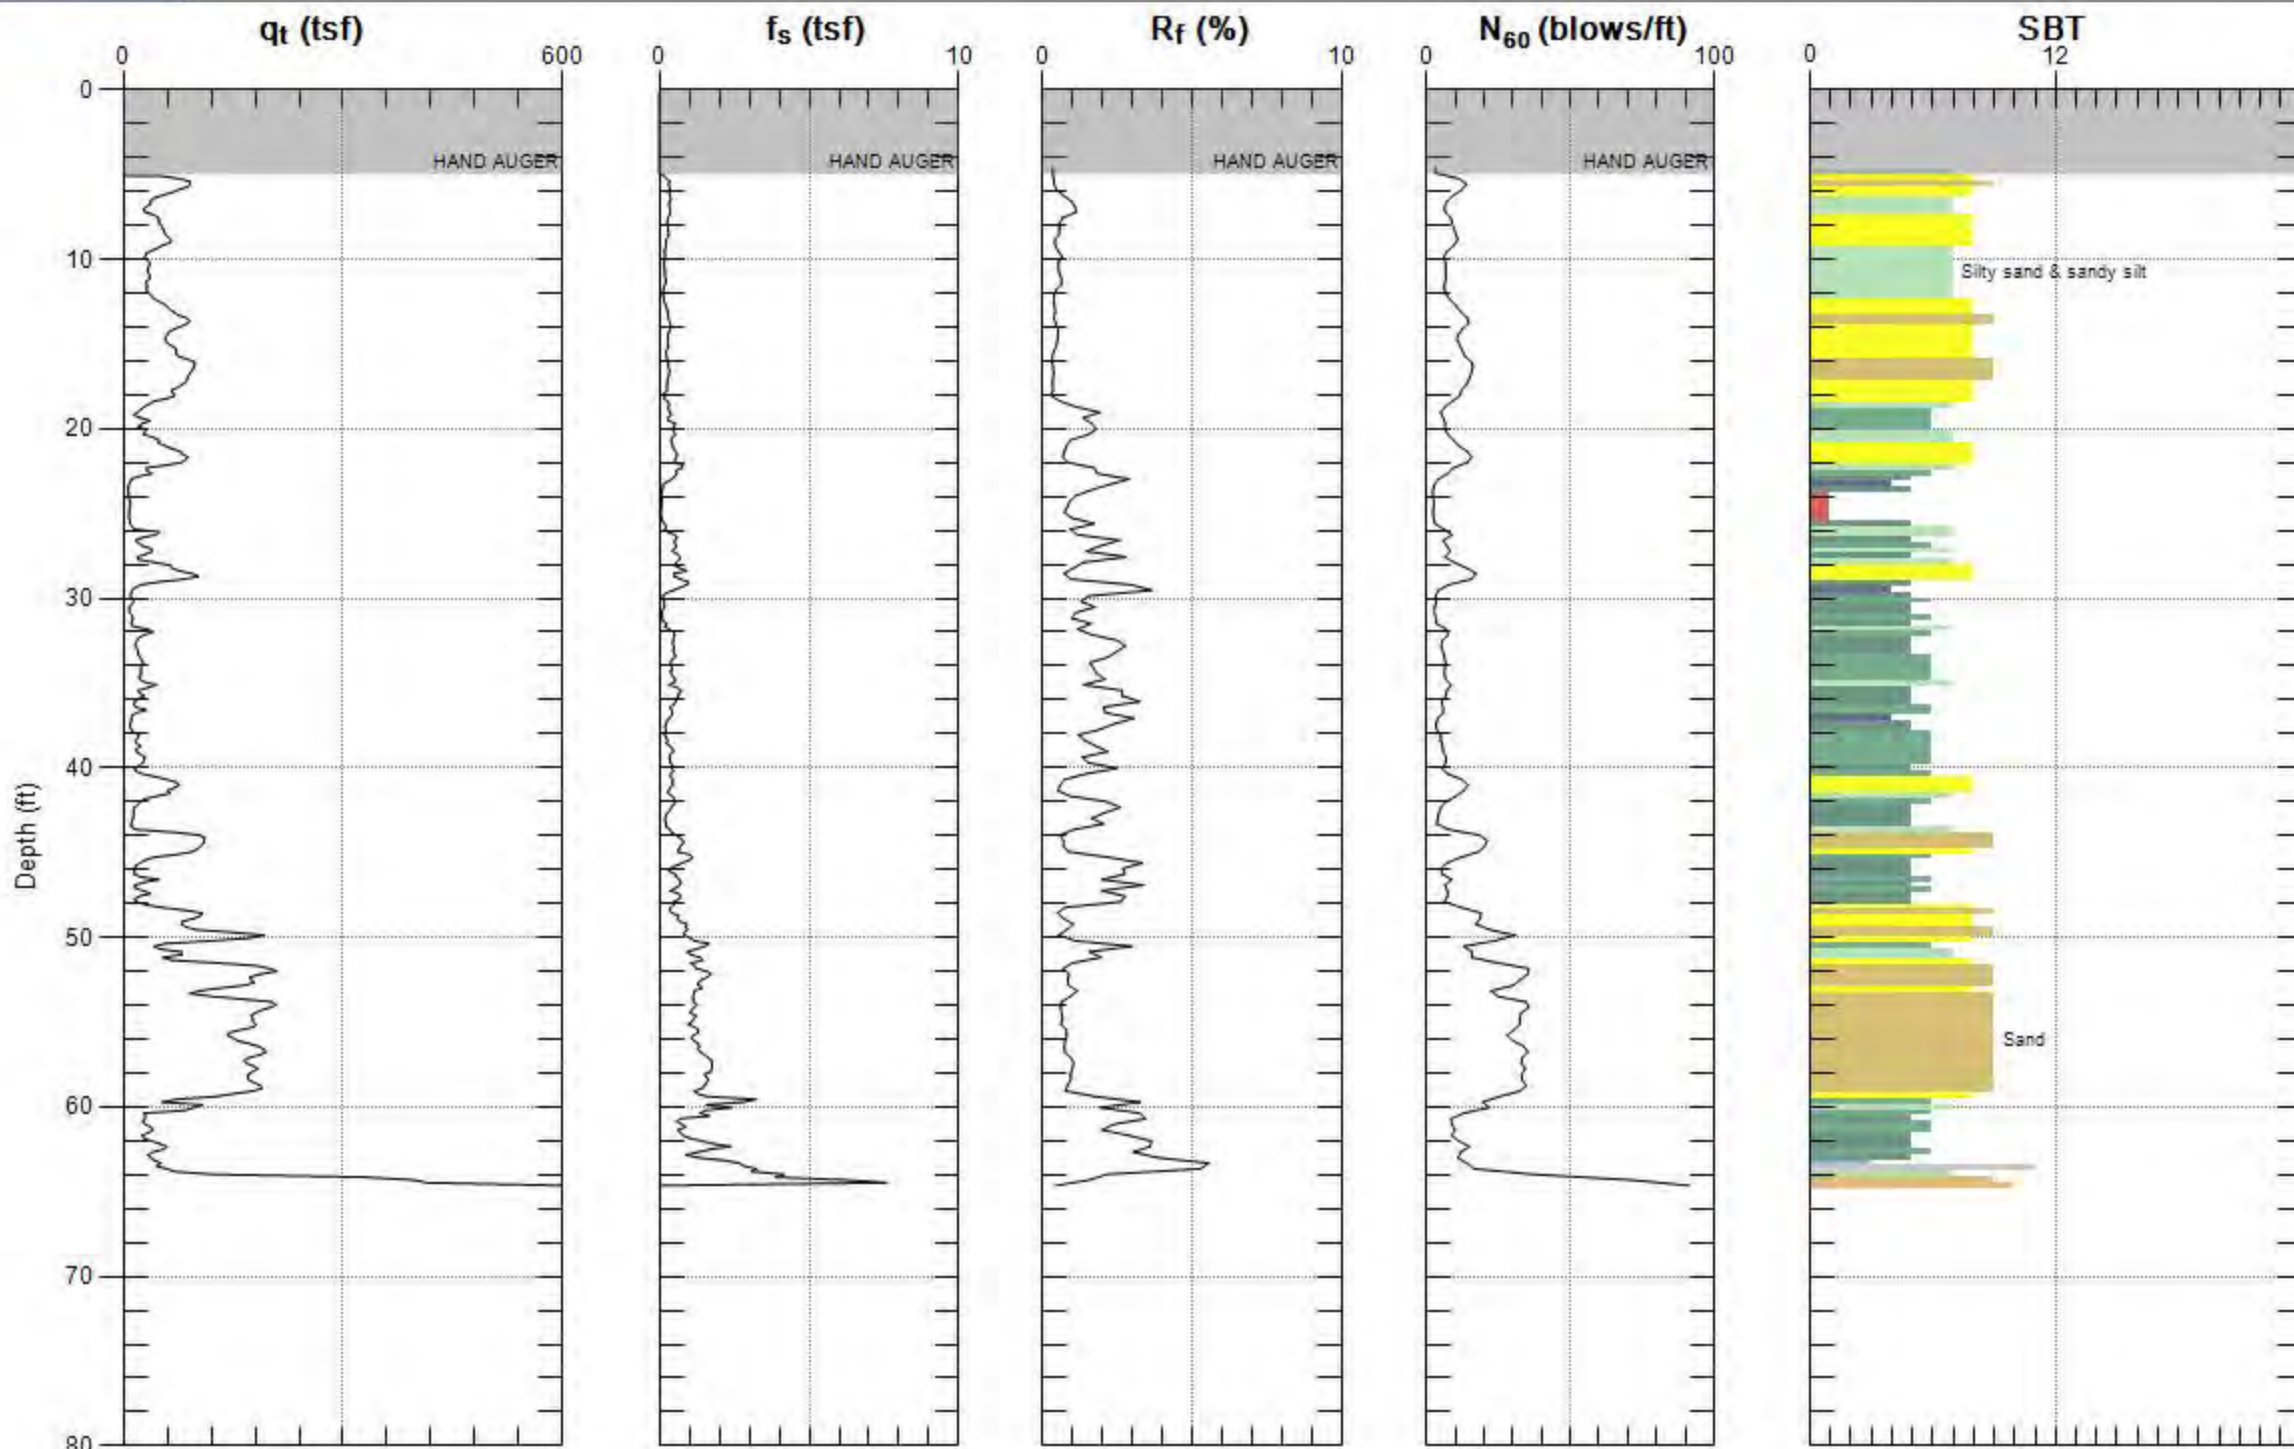 qt (tsf) fs (tsf) Rf (%) N60 (blows/ft) SBT
0 600 0 10 0 10 0 100 0 12
0
HAND AUGER HAND AUGER HAND AUGER HAND AUGER
10
Silty sand & sandy silt
20
30
40
Depth (ft)
50
Sand
60
70
80